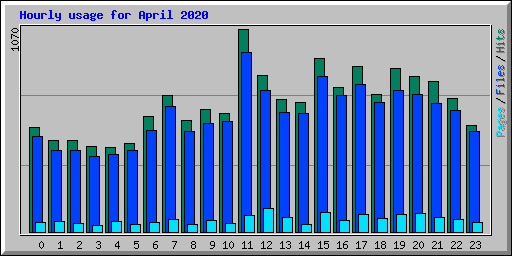 Hourly usage for April 2020
1070
Pages / Files / Hits
0 1 2 3 4 5 6 7 8 9 10 11 12 13 14 15 16 17 18 19 20 21 22 23